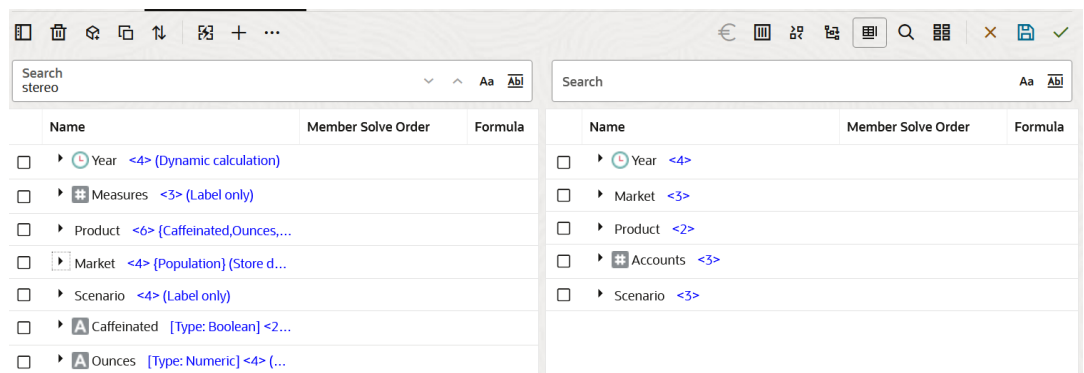 Search
stereo
Aa Abl
Search
Aa Abl
Name Member Solve Order Formula
Year <4> (Dynamic calculation)
# Measures <3> (Label only)
Product <6> {Caffeinated,Ounces,...
Market <4> {Population} (Store d...
Scenario <4> (Label only)
A Caffeinated [Type: Boolean] <2...
A Ounces [Type: Numeric] <4> (...
Name Member Solve Order Formula
Year <4>
Market <3>
Product <2>
# Accounts <3>
Scenario <3>